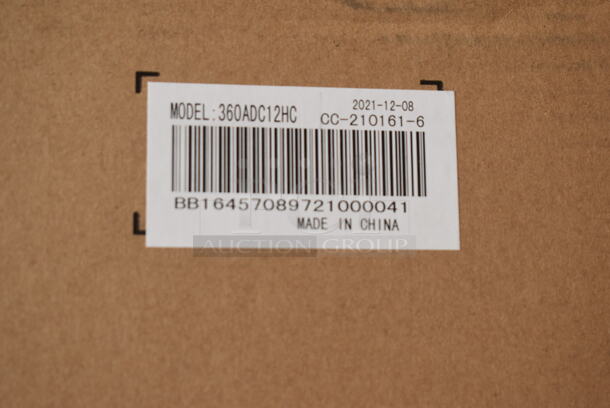 MODEL:360ADC12HC 2021-12-08
CC-210161-6
BB16457089721000041
MADE IN CHINA
AUCTION GROUP